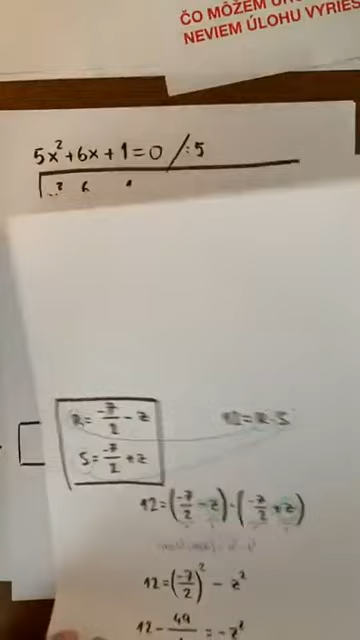 ČO MÔŽEM
NEVIEM ÚLOHU VYRIEŠ
5x²+6x+1=0 /:5
R=-7/2-z
S=-7/2+z
12=R·S
12=(-7/2-z)·(-7/2+z)
12=(-7/2)²-z²
12-49/=-z²